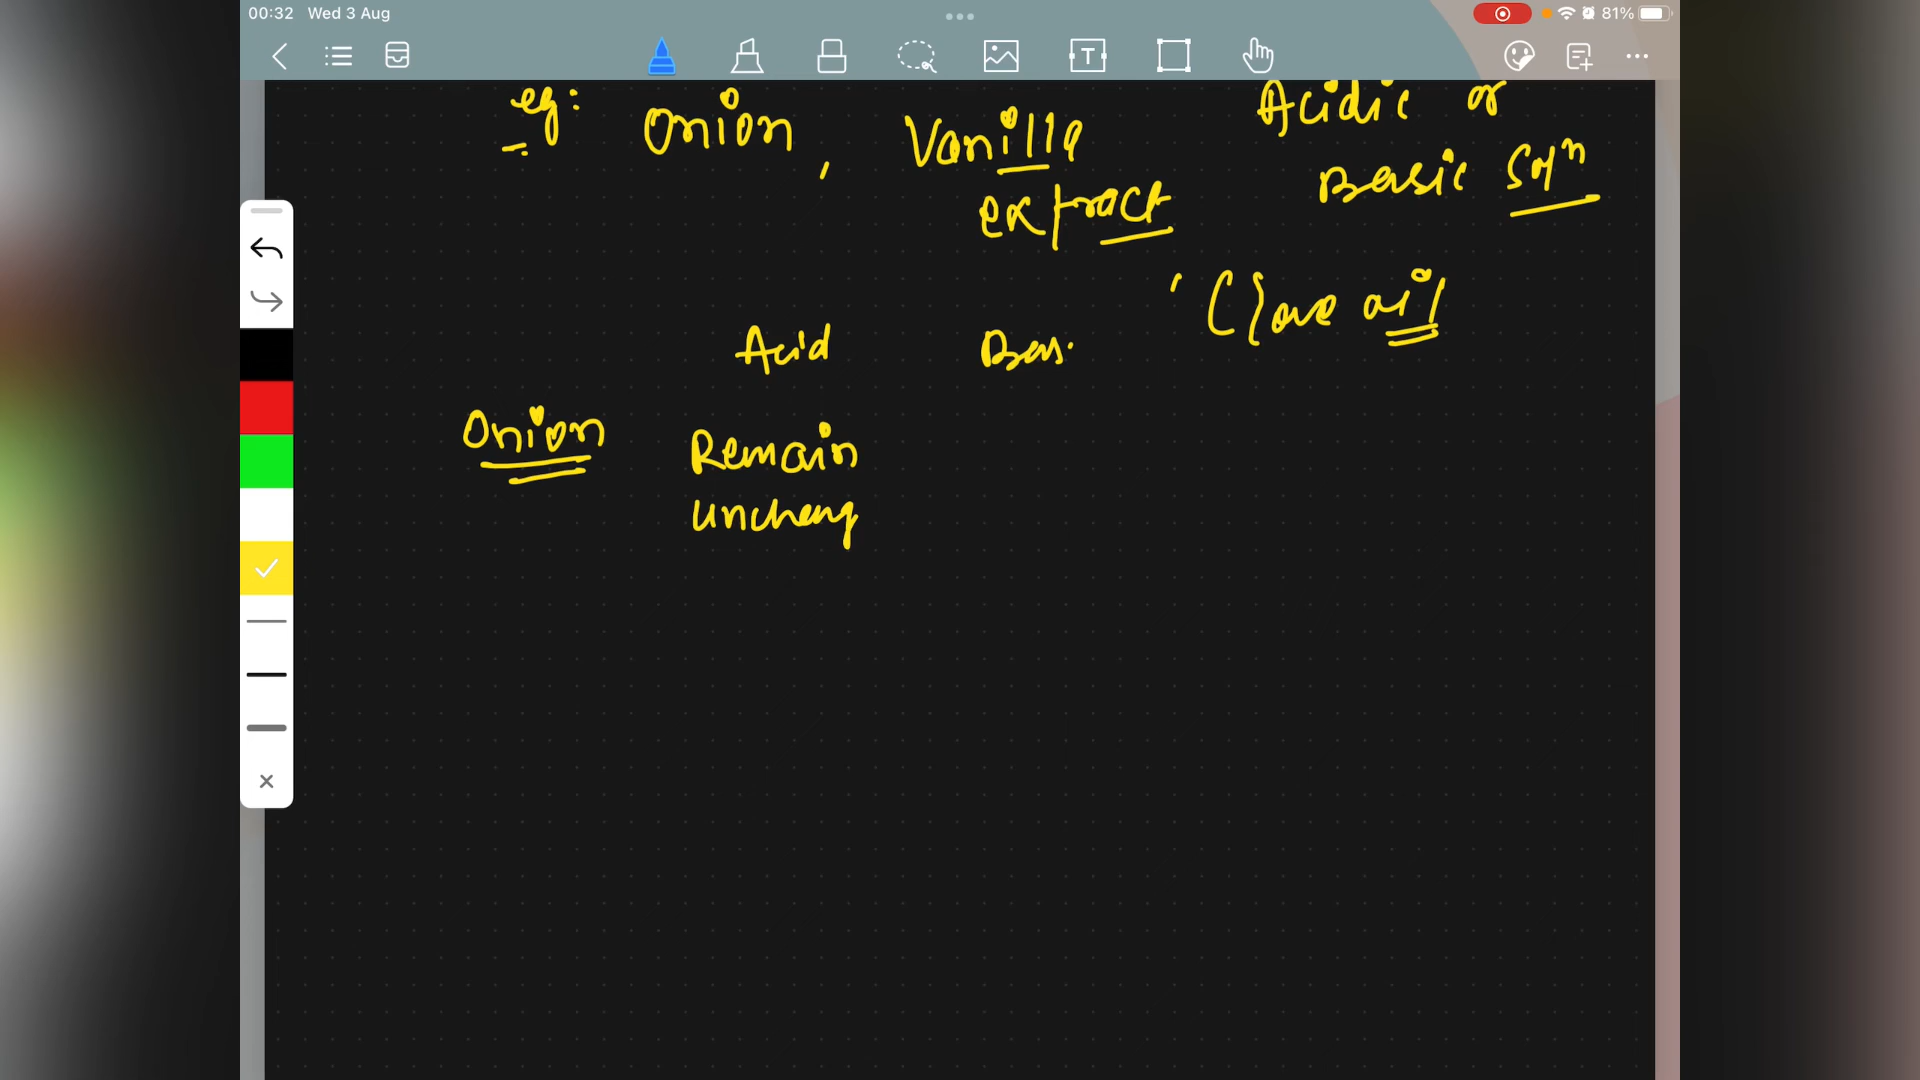 00:32 Wed 3 Aug
81%
T
eg: Onion, Vanilla extract
Acidic or
Basic Solⁿ
, Clove oil
Acid Bas.
Onion Remain
Unchang